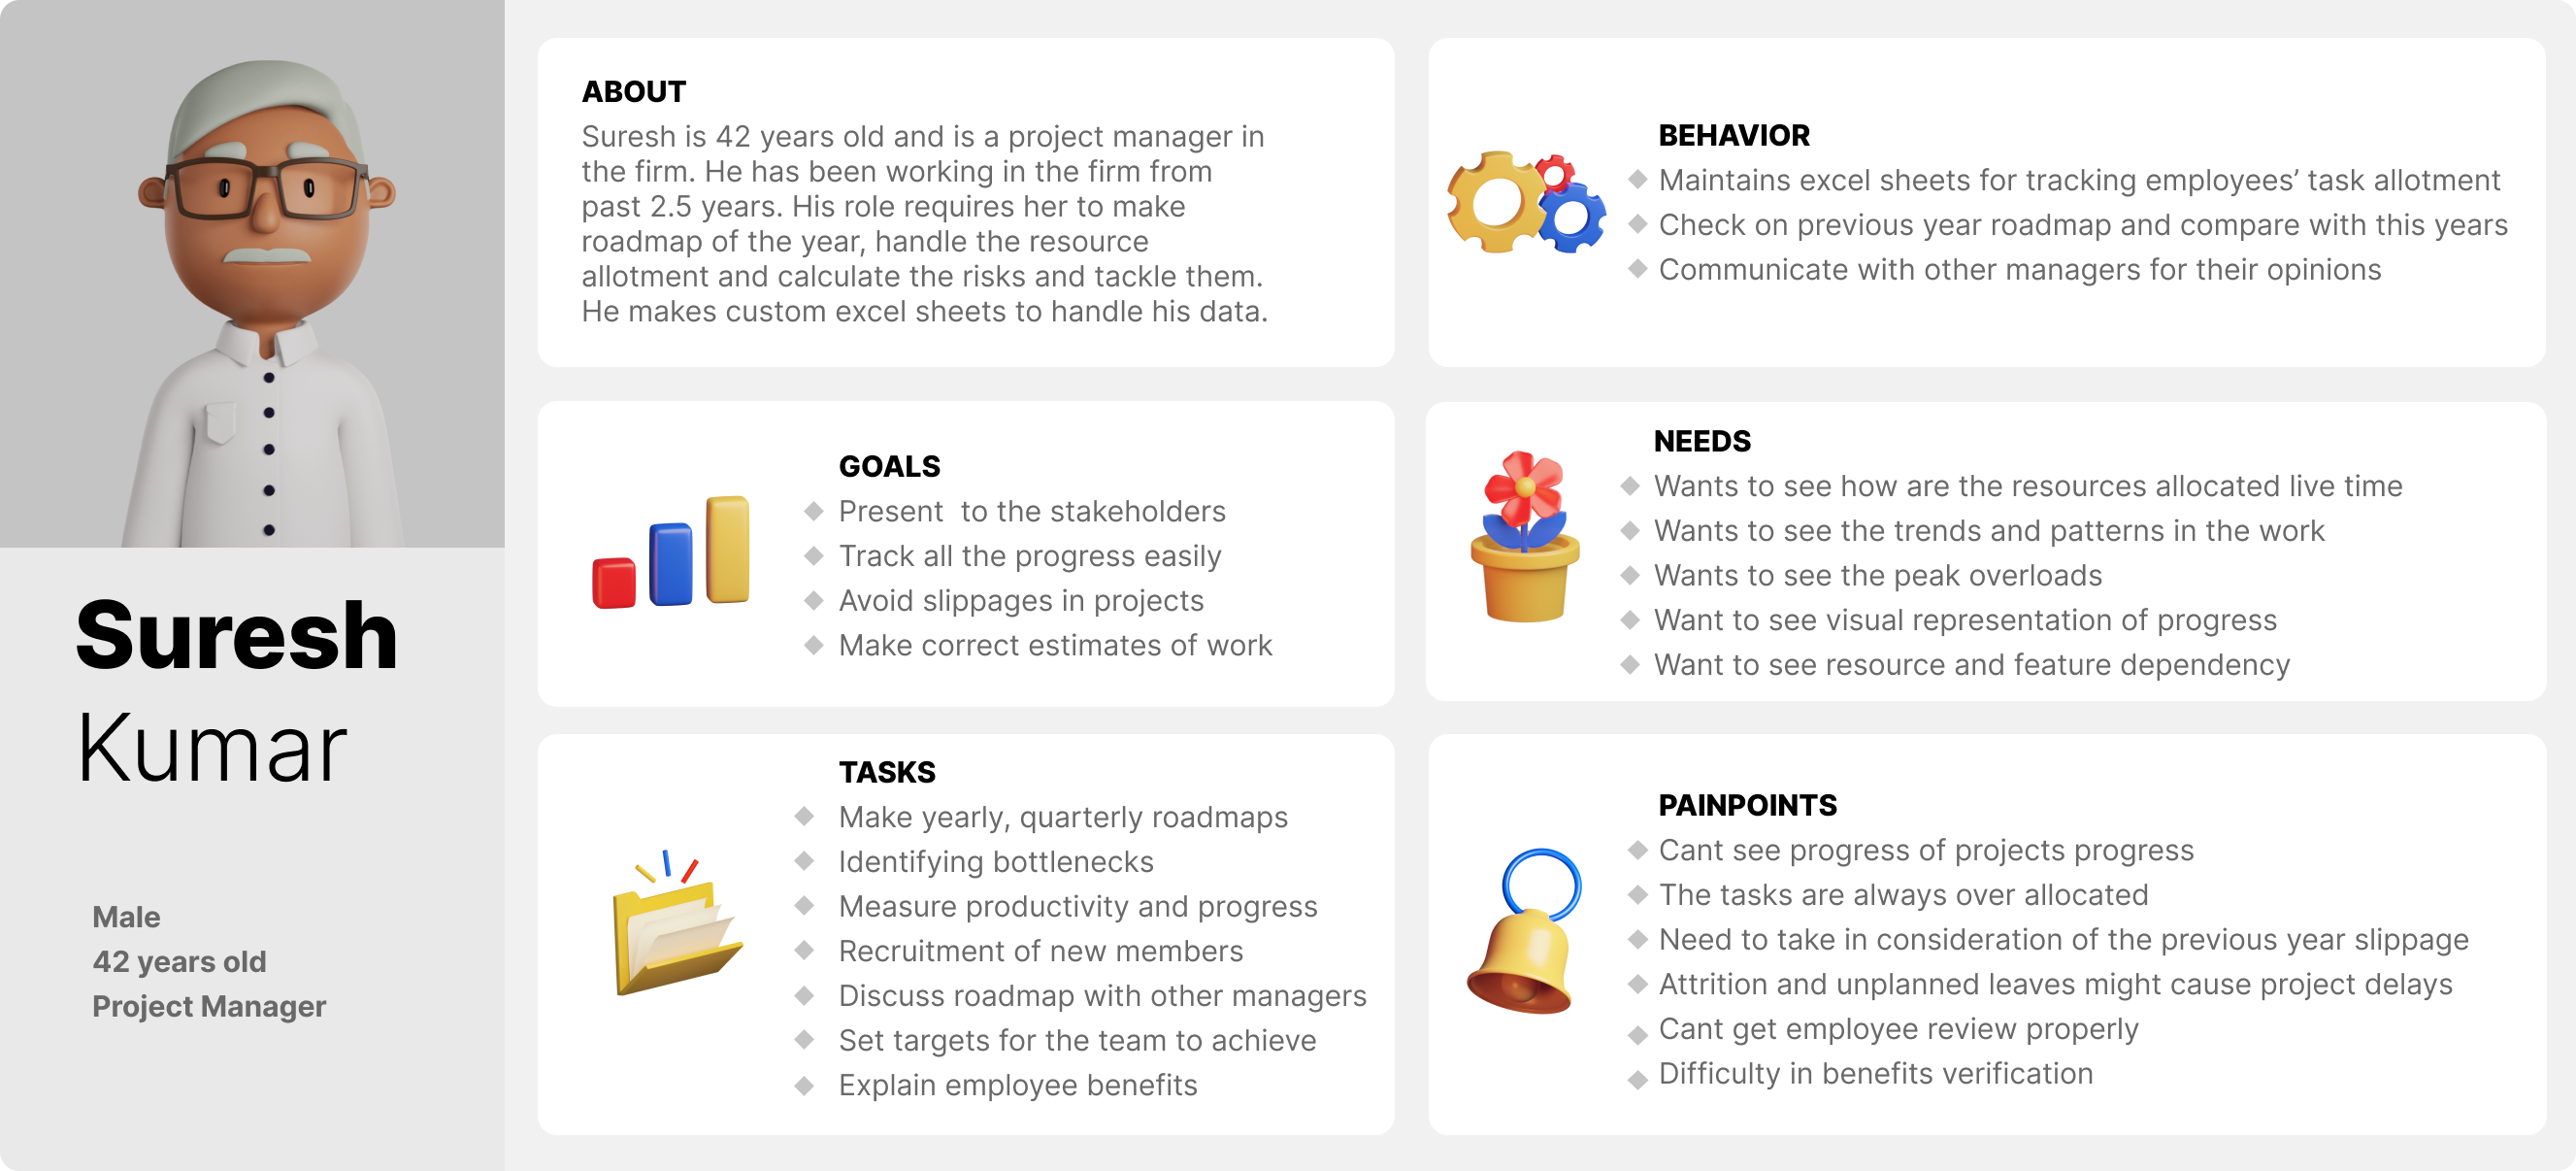 Suresh
Kumar
Male
42 years old
Project Manager
ABOUT
Suresh is 42 years old and is a project manager in
the firm. He has been working in the firm from
past 2.5 years. His role requires her to make
roadmap of the year, handle the resource
allotment and calculate the risks and tackle them.
He makes custom excel sheets to handle his data.
BEHAVIOR
Maintains excel sheets for tracking employees’ task allotment
Check on previous year roadmap and compare with this years
Communicate with other managers for their opinions
GOALS
Present  to the stakeholders
Track all the progress easily
Avoid slippages in projects
Make correct estimates of work
NEEDS
Wants to see how are the resources allocated live time
Wants to see the trends and patterns in the work
Wants to see the peak overloads
Want to see visual representation of progress
Want to see resource and feature dependency
TASKS
Make yearly, quarterly roadmaps
Identifying bottlenecks
Measure productivity and progress
Recruitment of new members
Discuss roadmap with other managers
Set targets for the team to achieve
Explain employee benefits
PAINPOINTS
Cant see progress of projects progress
The tasks are always over allocated
Need to take in consideration of the previous year slippage
Attrition and unplanned leaves might cause project delays
Cant get employee review properly
Difficulty in benefits verification